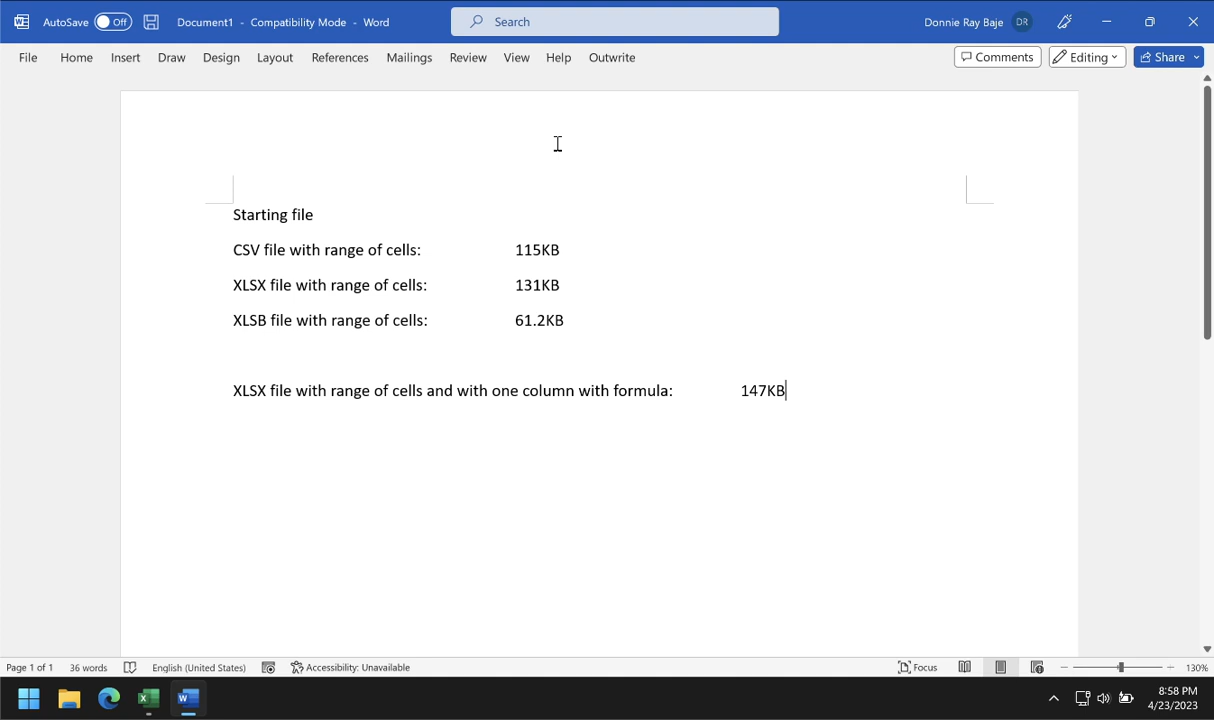 AutoSave Off Document1 - Compatibility Mode - Word Search Donnie Ray Baje DR
File Home Insert Draw Design Layout References Mailings Review View Help Outwrite Comments Editing Share
Starting file
CSV file with range of cells: 115KB
XLSX file with range of cells: 131KB
XLSB file with range of cells: 61.2KB
XLSX file with range of cells and with one column with formula: 147KB
Page 1 of 1 36 words English (United States) Accessibility: Unavailable Focus 130%
8:58 PM
4/23/2023